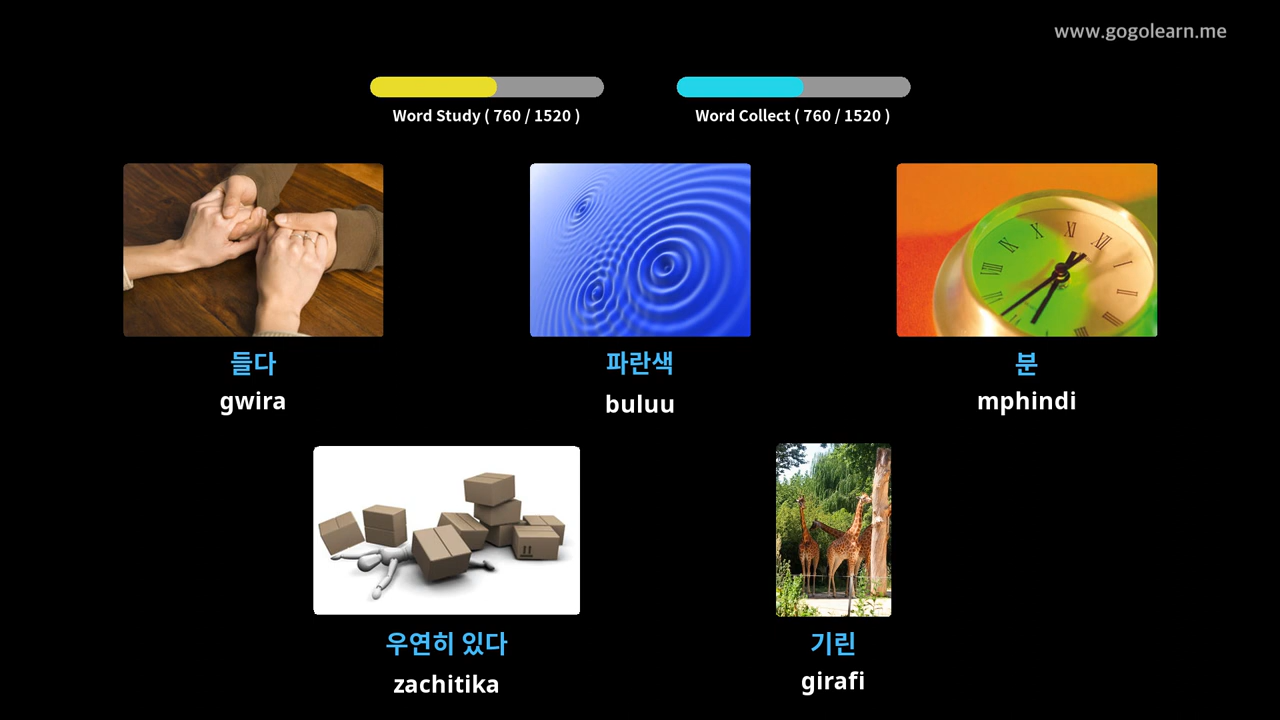 www.gogolearn.me
Word Study ( 760 / 1520 )
Word Collect ( 760 / 1520 )
들다
gwira
파란색
buluu
분
mphindi
우연히 있다
zachitika
기린
girafi